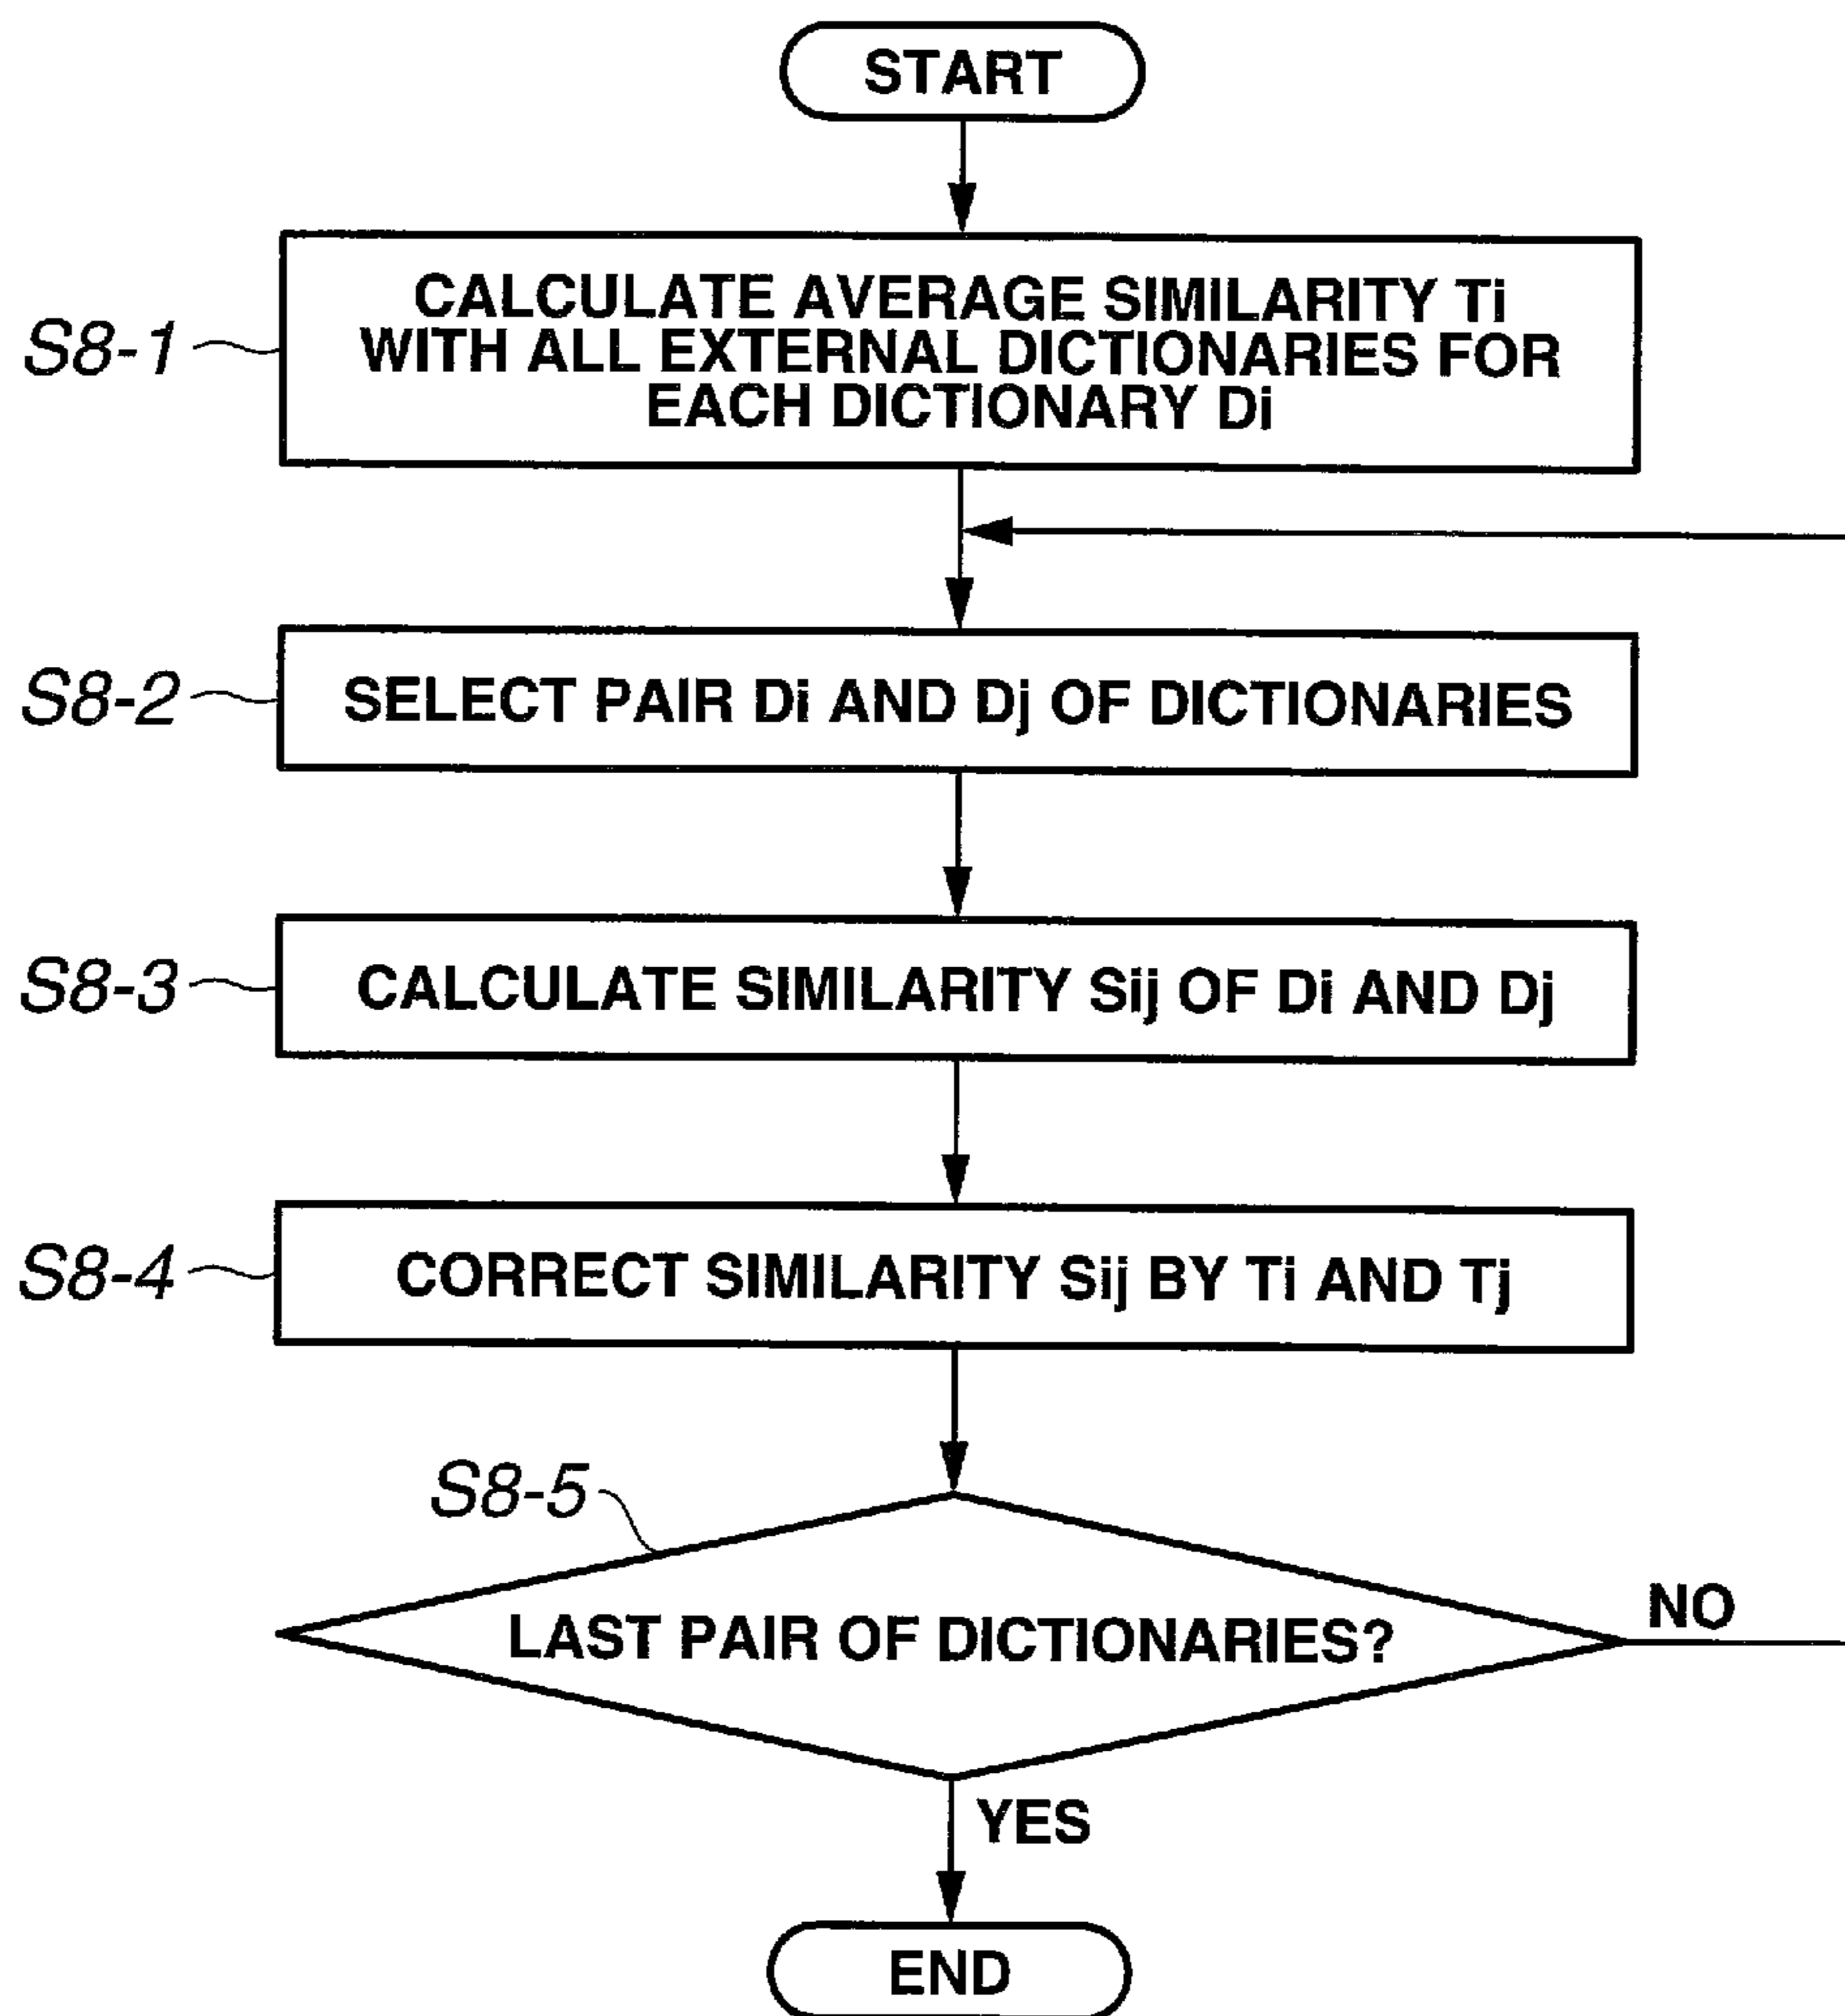 START
S8-1
CALCULATE AVERAGE SIMILARITY Ti
WITH ALL EXTERNAL DICTIONARIES FOR
EACH DICTIONARY Di
S8-2
SELECT PAIR Di AND Dj OF DICTIONARIES
S8-3
CALCULATE SIMILARITY Sij OF Di AND Dj
S8-4
CORRECT SIMILARITY Sij BY Ti AND Tj
S8-5
LAST PAIR OF DICTIONARIES?
NO
YES
END